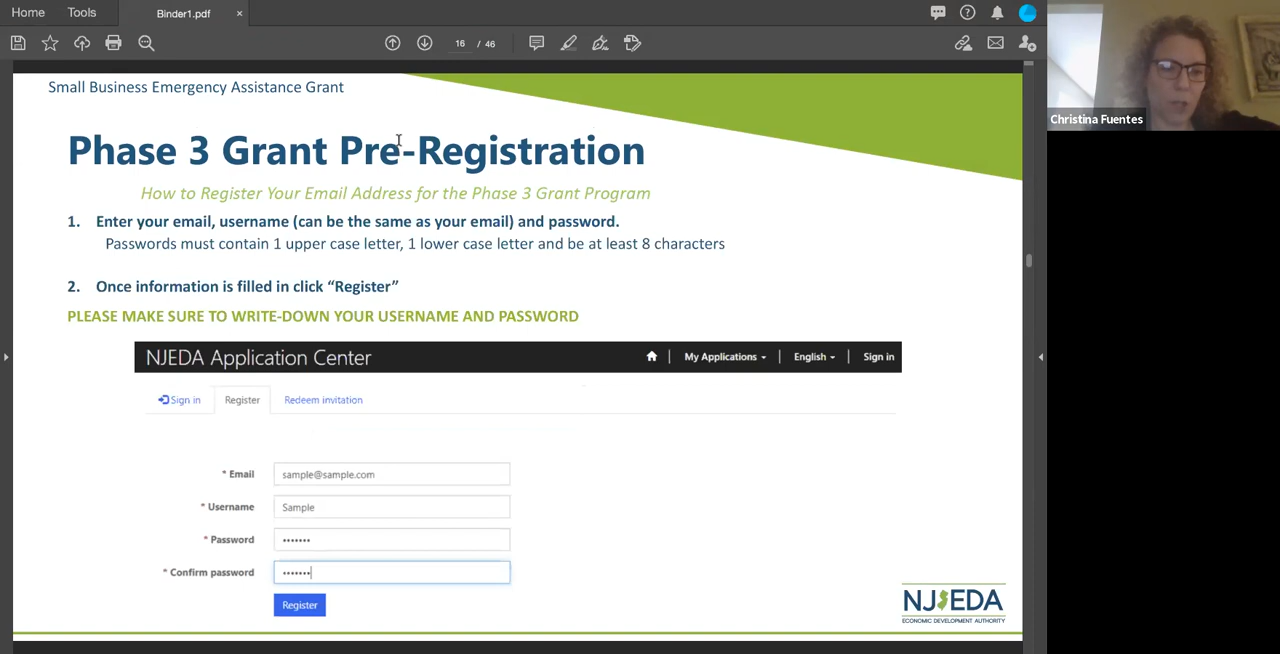 Home
Tools
Binder1.pdf
×
16 / 46
Small Business Emergency Assistance Grant
Phase 3 Grant Pre-Registration
How to Register Your Email Address for the Phase 3 Grant Program
1. Enter your email, username (can be the same as your email) and password.
Passwords must contain 1 upper case letter, 1 lower case letter and be at least 8 characters
2. Once information is filled in click “Register”
PLEASE MAKE SURE TO WRITE-DOWN YOUR USERNAME AND PASSWORD
NJEDA Application Center
My Applications
English
Sign in
Sign in
Register
Redeem invitation
* Email
sample@sample.com
* Username
Sample
* Password
•••••••
* Confirm password
•••••••
Register
NJEDA
ECONOMIC DEVELOPMENT AUTHORITY
Christina Fuentes